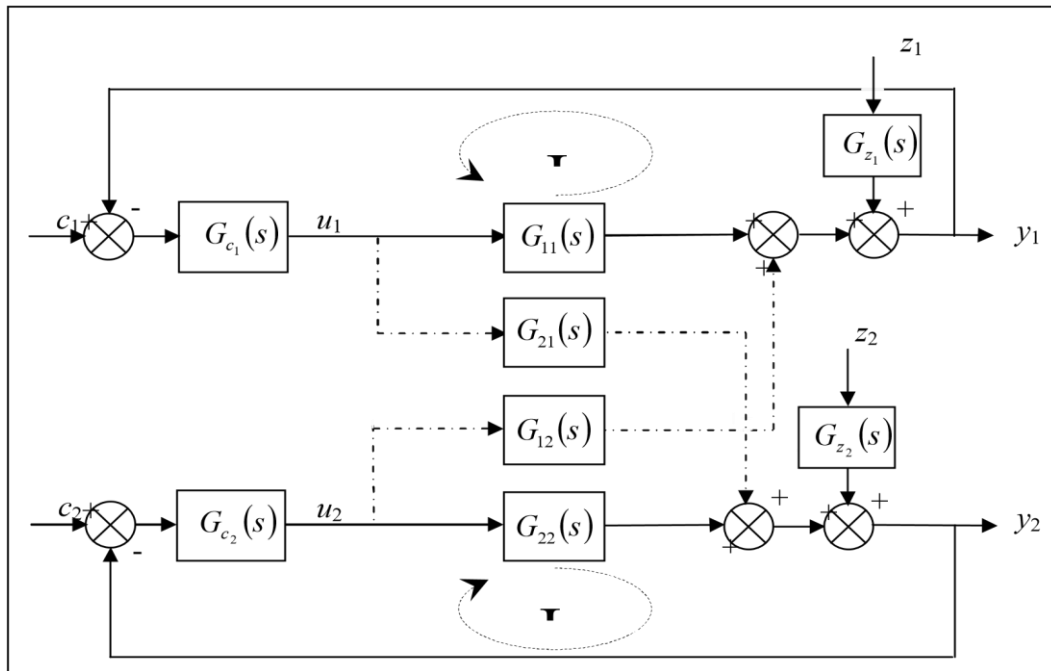 z₁
G_{z₁}(s)
c₁ + -
G_{c₁}(s)
u₁
G₁₁(s)
+ +
+ +
y₁
G₂₁(s)
z₂
G₁₂(s)
G_{z₂}(s)
c₂ + -
G_{c₂}(s)
u₂
G₂₂(s)
+ +
+ +
y₂